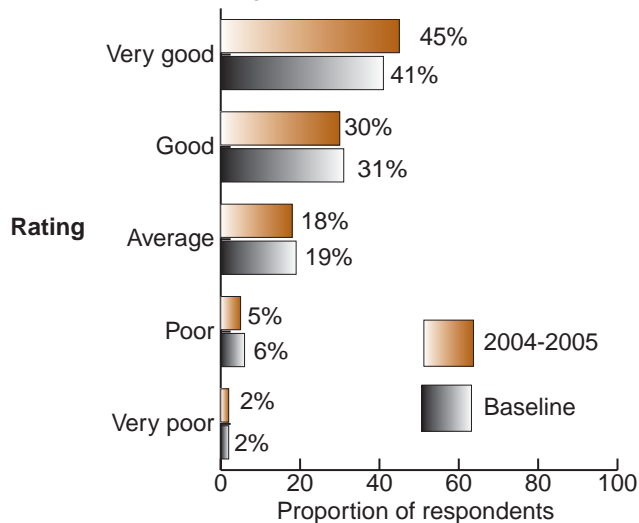 Very good
45%
41%
Good
30%
31%
Rating
Average
18%
19%
Poor
5%
6%
2004-2005
Baseline
Very poor
2%
2%
0 20 40 60 80 100
Proportion of respondents